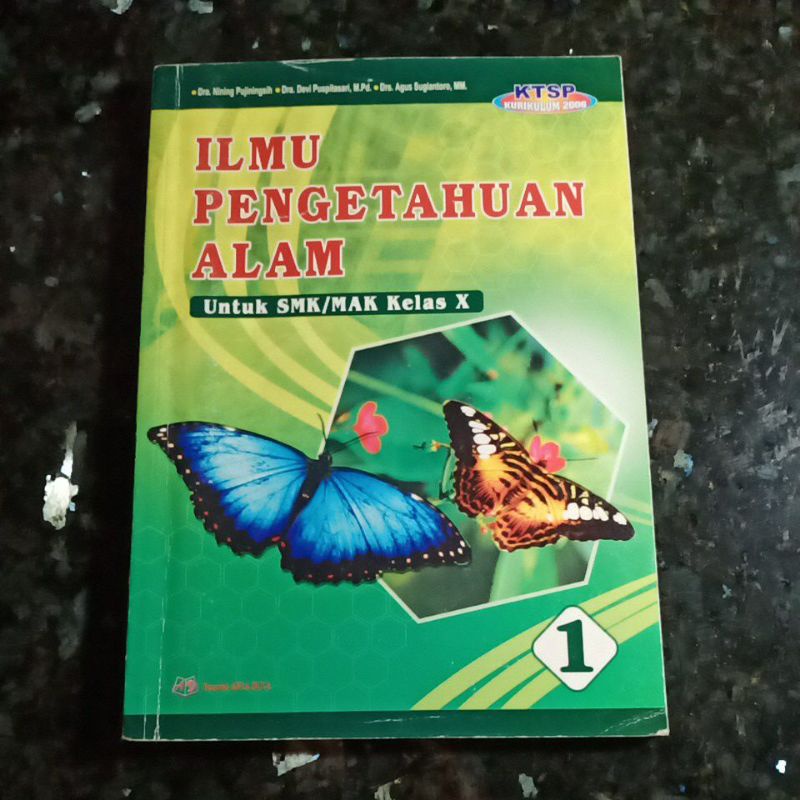 • Dra. Nining Pujiningsih • Dra. Devi Puspitasari, M.Pd. • Drs. Agus Sugiantoro, MM.
KTSP
KURIKULUM 2006
ILMU
PENGETAHUAN
ALAM
Untuk SMK/MAK Kelas X
1